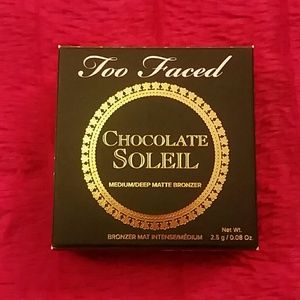 Too Faced
CHOCOLATE
SOLEIL
MEDIUM/DEEP MATTE BRONZER
Net Wt.
BRONZER MAT INTENSE/MÉDIUM 2.5 g / 0.08 Oz.